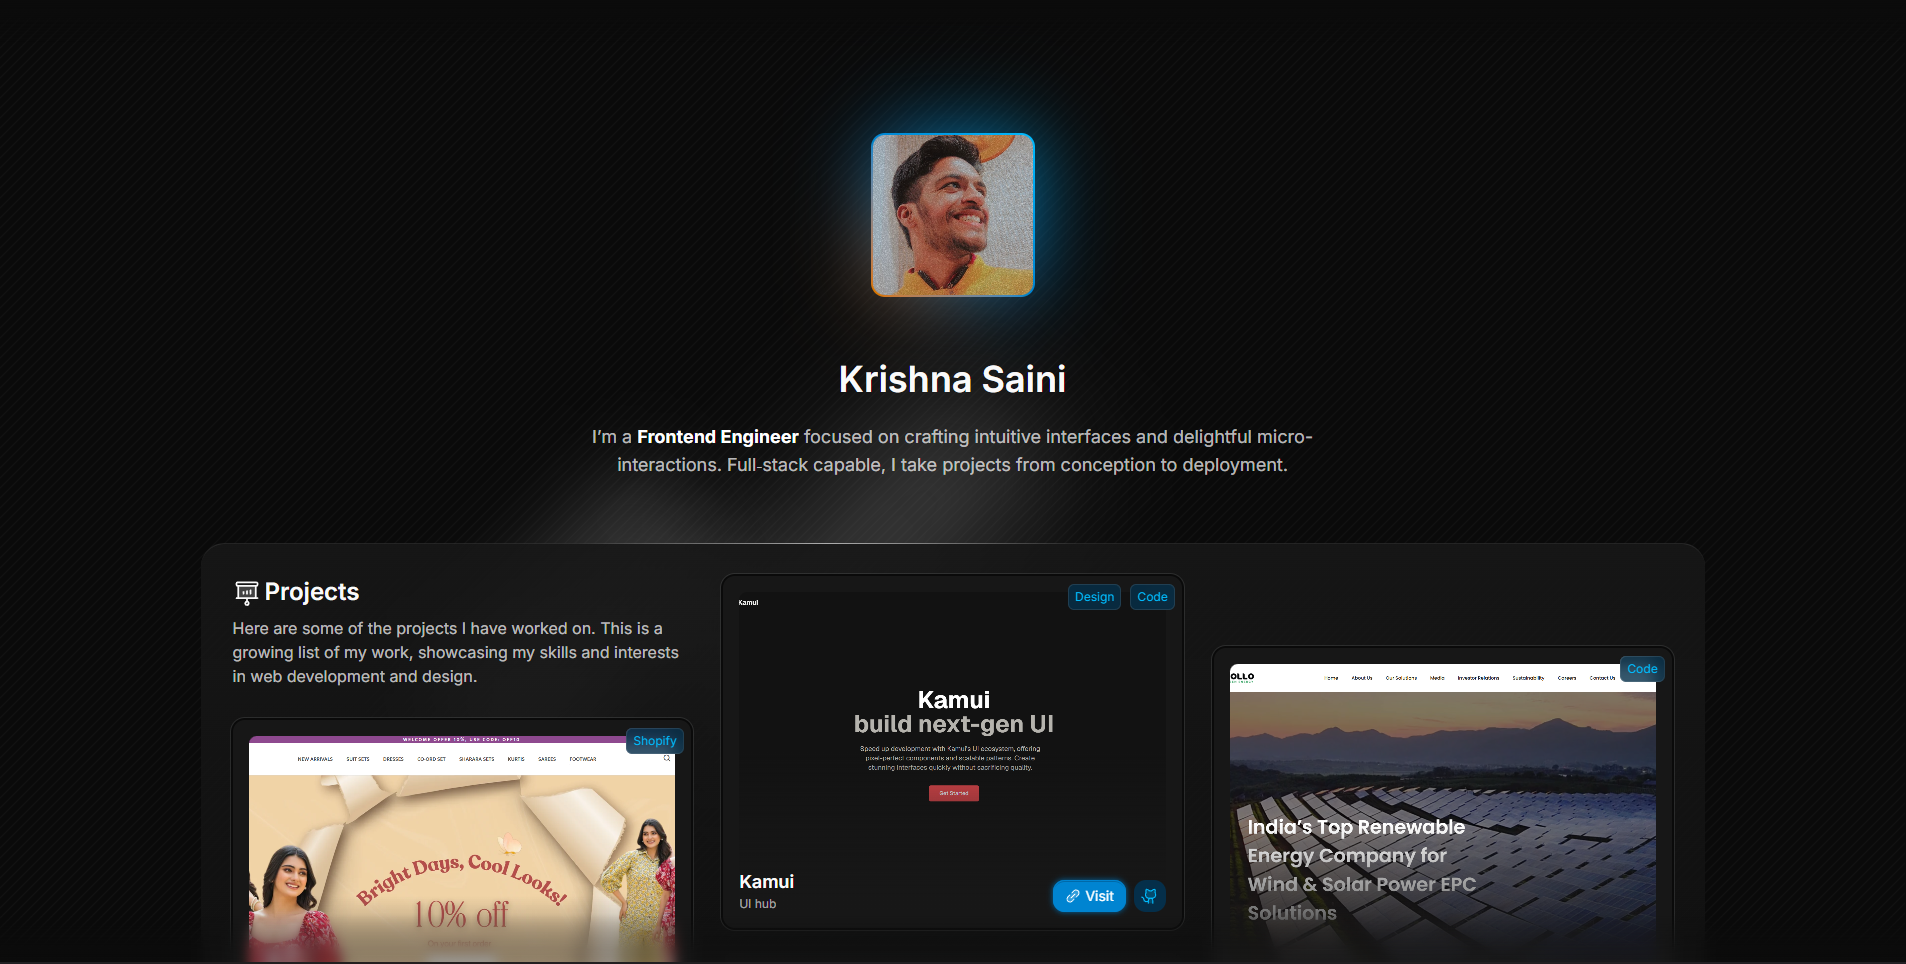 Krishna Saini
I’m a Frontend Engineer focused on crafting intuitive interfaces and delightful micro-
interactions. Full-stack capable, I take projects from conception to deployment.
Projects
Here are some of the projects I have worked on. This is a
growing list of my work, showcasing my skills and interests
in web development and design.
Shopify
WELCOME OFFER 10%, USE CODE: OFF10
NEW ARRIVALS SUIT SETS DRESSES CO-ORD SET SHARARA SETS KURTIS SAREES FOOTWEAR
Bright Days, Cool Looks!
10% off
Design Code
Kamui
Kamui
build next-gen UI
Speed up development with Kamui's UI ecosystem, offering
pixel-perfect components and scalable patterns. Create
stunning interfaces quickly without sacrificing quality.
Get Started
Kamui
UI hub
Visit
Code
OLLO
Home About Us Our Solutions Media Investor Relations Sustainability Careers Contact Us
India's Top Renewable
Energy Company for
Wind & Solar Power EPC
Solutions